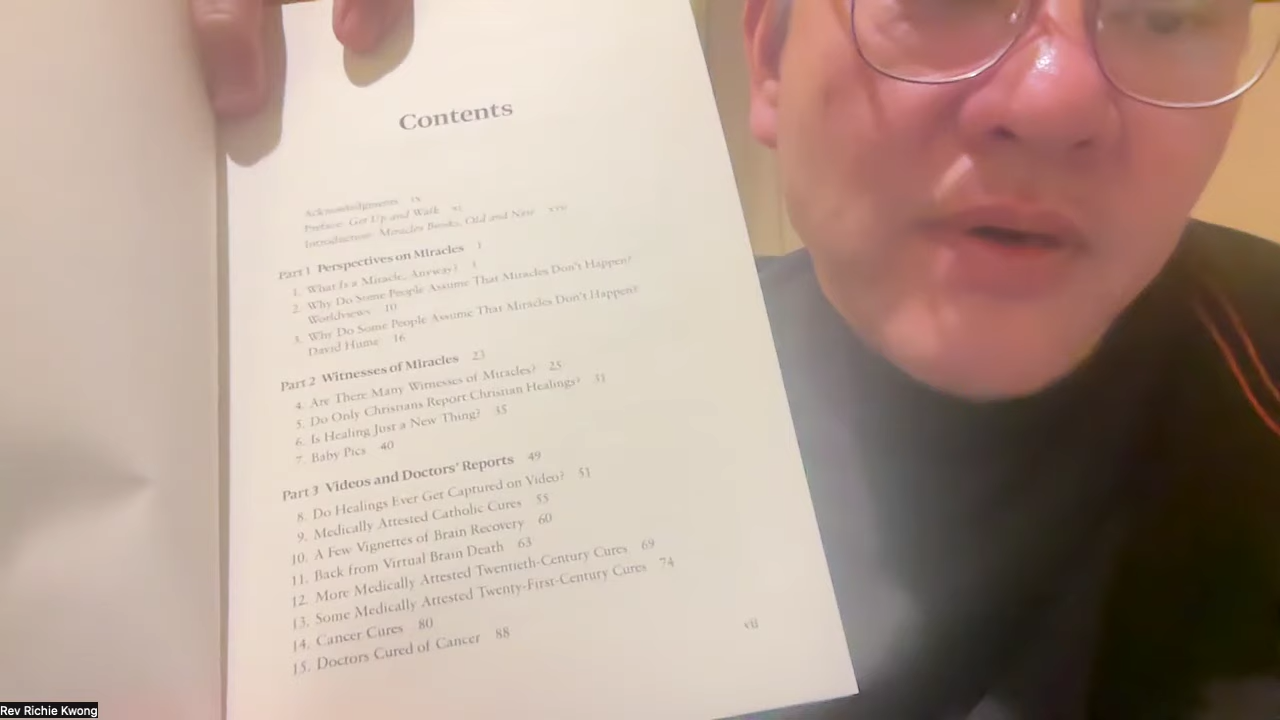 Contents
Acknowledgments ix
Preface: Get Up and Walk xi
Introduction: Miracles Books, Old and New xvii
Part 1 Perspectives on Miracles 1
1. What Is a Miracle, Anyway? 3
2. Why Do Some People Assume That Miracles Don't Happen?
Worldviews 10
3. Why Do Some People Assume That Miracles Don't Happen?
David Hume 16
Part 2 Witnesses of Miracles 23
4. Are There Many Witnesses of Miracles? 25
5. Do Only Christians Report Christian Healings? 31
6. Is Healing Just a New Thing? 35
7. Baby Pics 40
Part 3 Videos and Doctors' Reports 49
8. Do Healings Ever Get Captured on Video? 51
9. Medically Attested Catholic Cures 55
10. A Few Vignettes of Brain Recovery 60
11. Back from Virtual Brain Death 63
12. More Medically Attested Twentieth-Century Cures 69
13. Some Medically Attested Twenty-First-Century Cures 74
14. Cancer Cures 80
15. Doctors Cured of Cancer 88
vii
Rev Richie Kwong